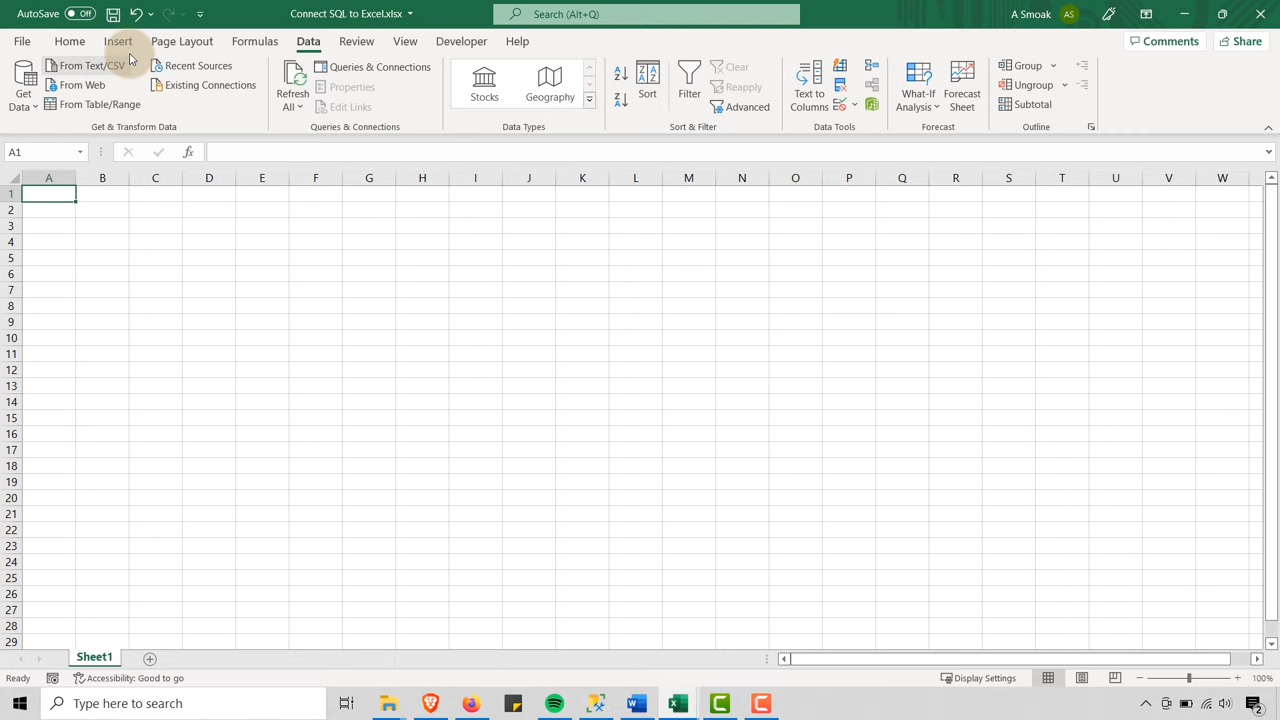 AutoSave Off Connect SQL to Excel.xlsx Search (Alt+Q) A Smoak AS
File Home Insert Page Layout Formulas Data Review View Developer Help Comments Share
Get Data
From Text/CSV
From Web
From Table/Range
Recent Sources
Existing Connections
Get & Transform Data
Refresh All
Queries & Connections
Properties
Edit Links
Queries & Connections
Stocks Geography
Data Types
A Z
Z A
Z A A Z
Sort
Filter
Clear
Reapply
Advanced
Sort & Filter
Text to Columns
Data Tools
What-If Analysis
Forecast Sheet
Forecast
Group
Ungroup
Subtotal
Outline
A1 fx
A B C D E F G H I J K L M N O P Q R S T U V W
1
2
3
4
5
6
7
8
9
10
11
12
13
14
15
16
17
18
19
20
21
22
23
24
25
26
27
28
29
Sheet1
Ready Accessibility: Good to go Display Settings 100%
Type here to search 2